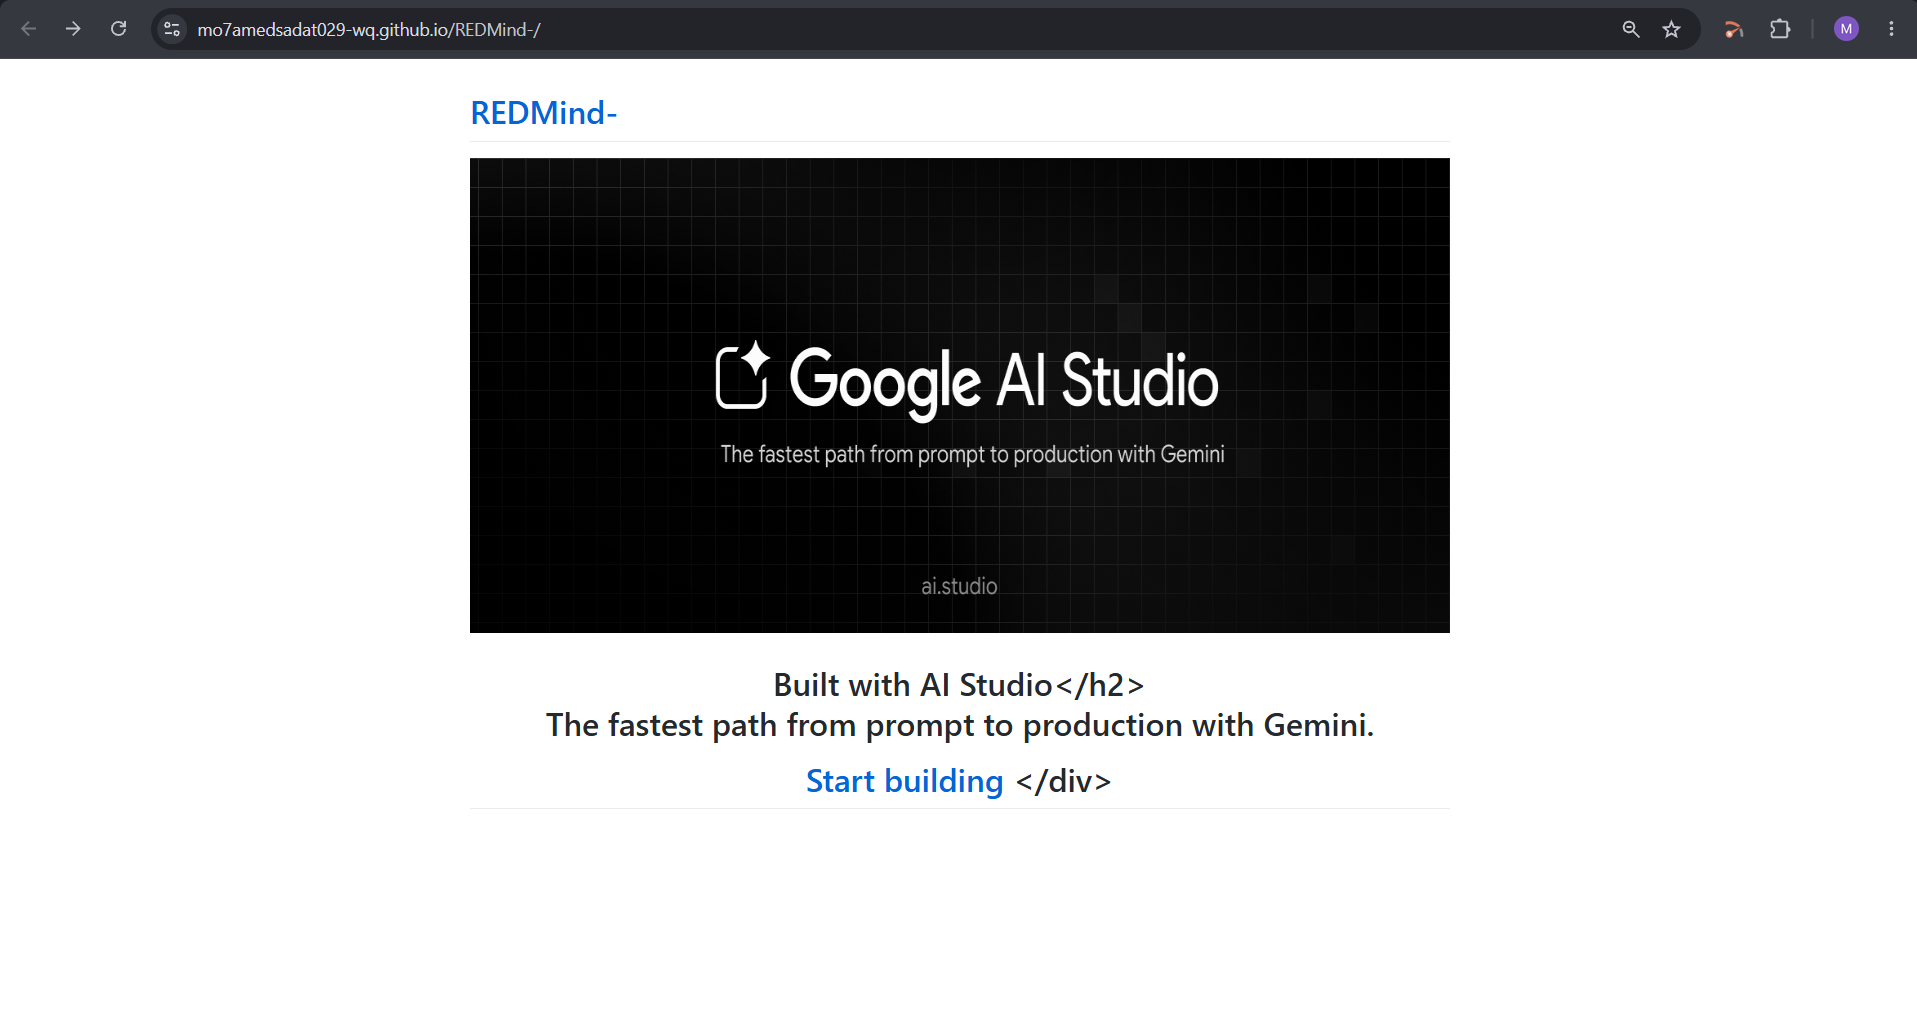 mo7amedsadat029-wq.github.io/REDMind-/
M
REDMind-
Google AI Studio
The fastest path from prompt to production with Gemini
ai.studio
Built with AI Studio</h2>
The fastest path from prompt to production with Gemini.
Start building </div>